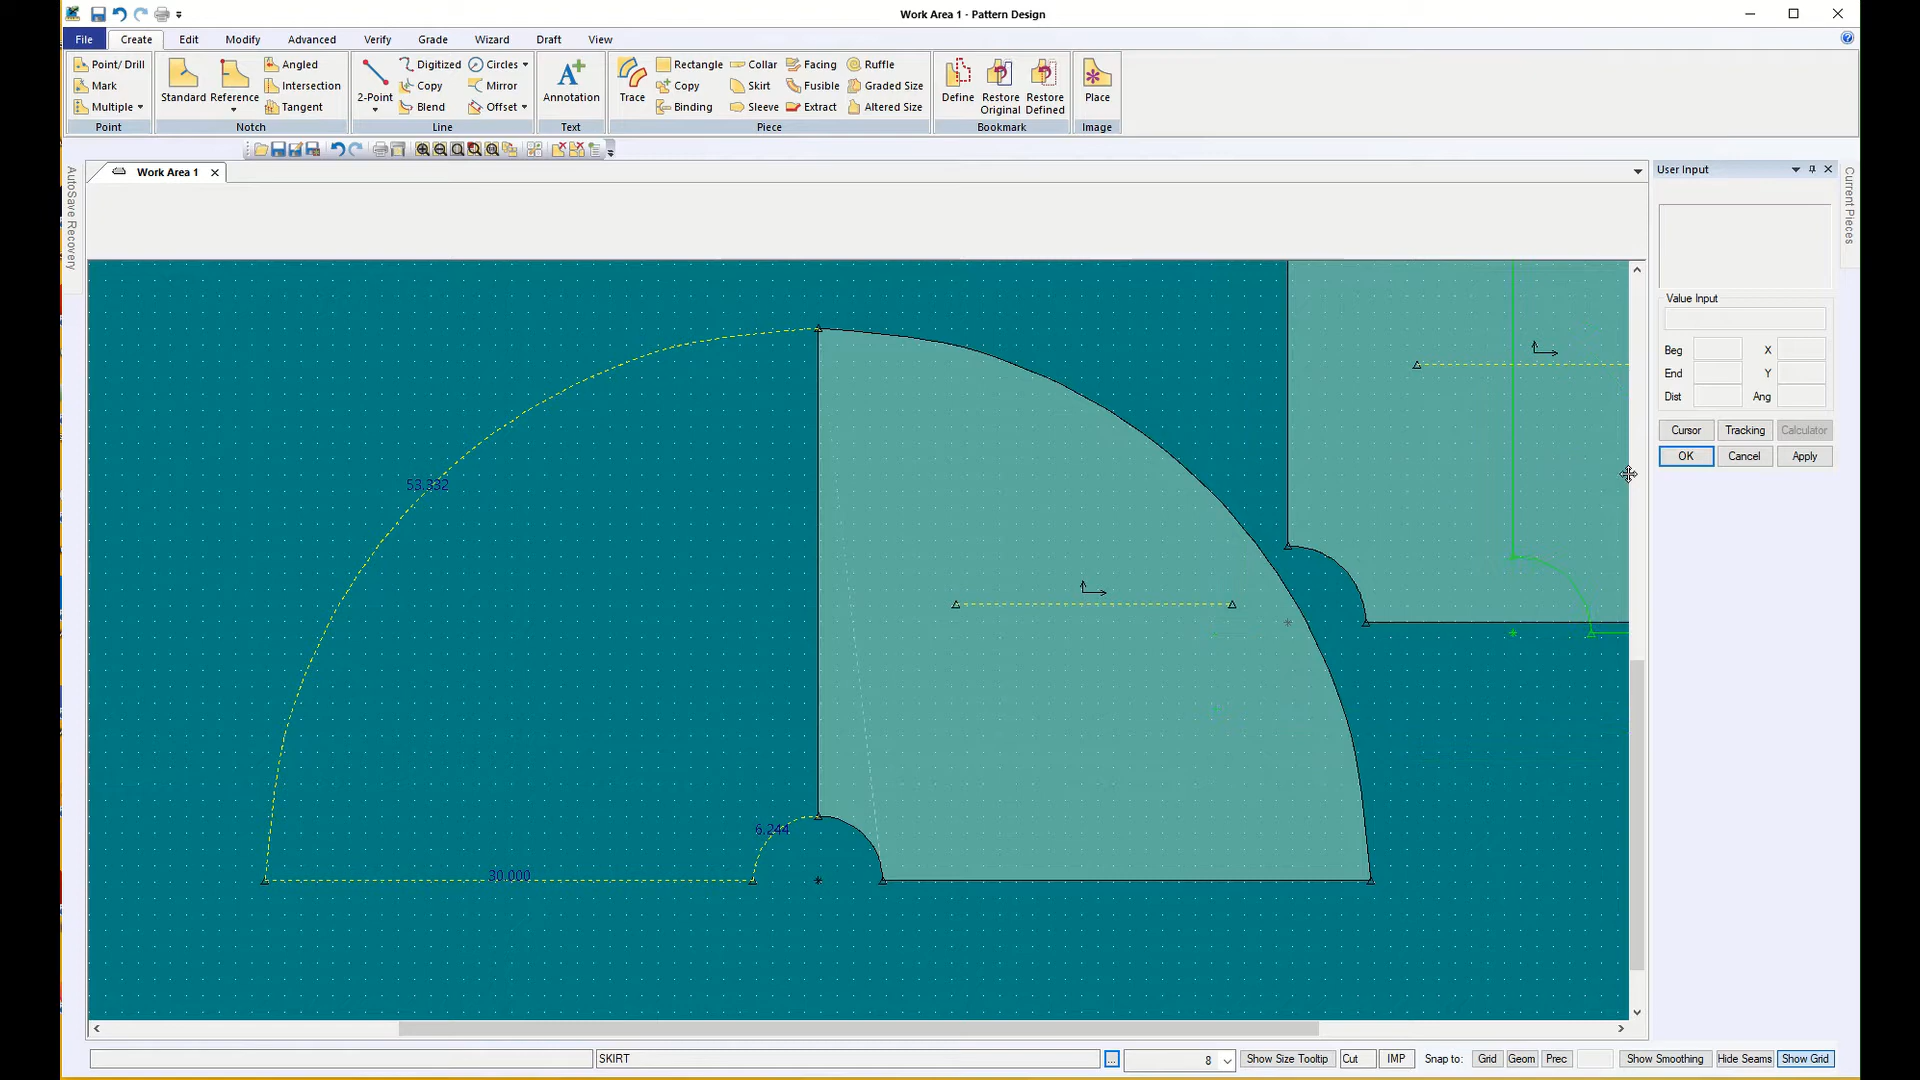 Work Area 1 - Pattern Design
File Create Edit Modify Advanced Verify Grade Wizard Draft View
Point/ Drill
Mark
Multiple
Point
Standard
Reference
Angled
Intersection
Tangent
Notch
2-Point
Digitized
Copy
Blend
Circles
Mirror
Offset
Line
Annotation
Text
Trace
Rectangle
Copy
Binding
Collar
Skirt
Sleeve
Facing
Fusible
Extract
Ruffle
Graded Size
Altered Size
Piece
Define
Restore Original
Restore Defined
Bookmark
Place
Image
AutoSave Recovery
Work Area 1
53.332
6.244
30.000
User Input
Value Input
Beg X
End Y
Dist Ang
Cursor Tracking Calculator
OK Cancel Apply
Current Pieces
SKIRT ... 8 Show Size Tooltip Cut IMP Snap to: Grid Geom Prec Show Smoothing Hide Seams Show Grid